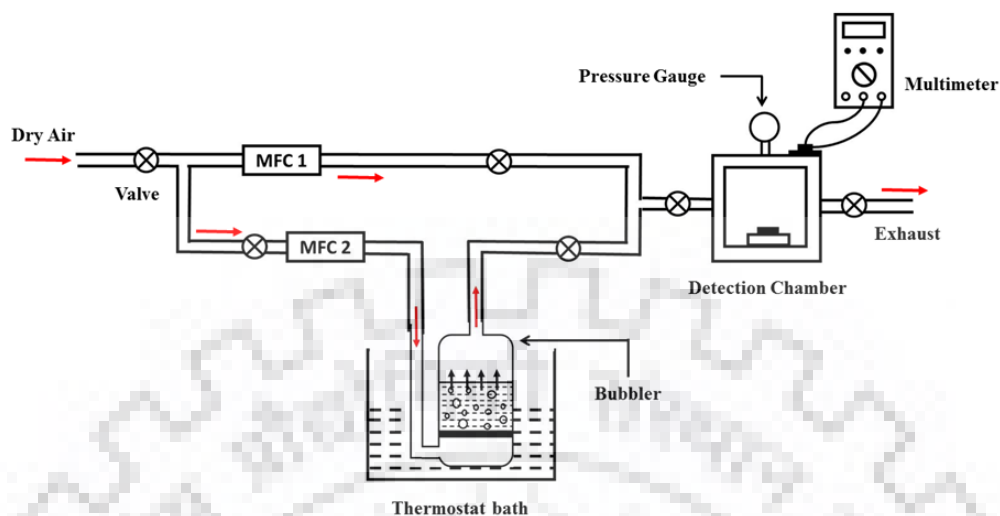 Multimeter
Pressure Gauge
Dry Air
MFC 1
Valve
MFC 2
Exhaust
Detection Chamber
Bubbler
Thermostat bath